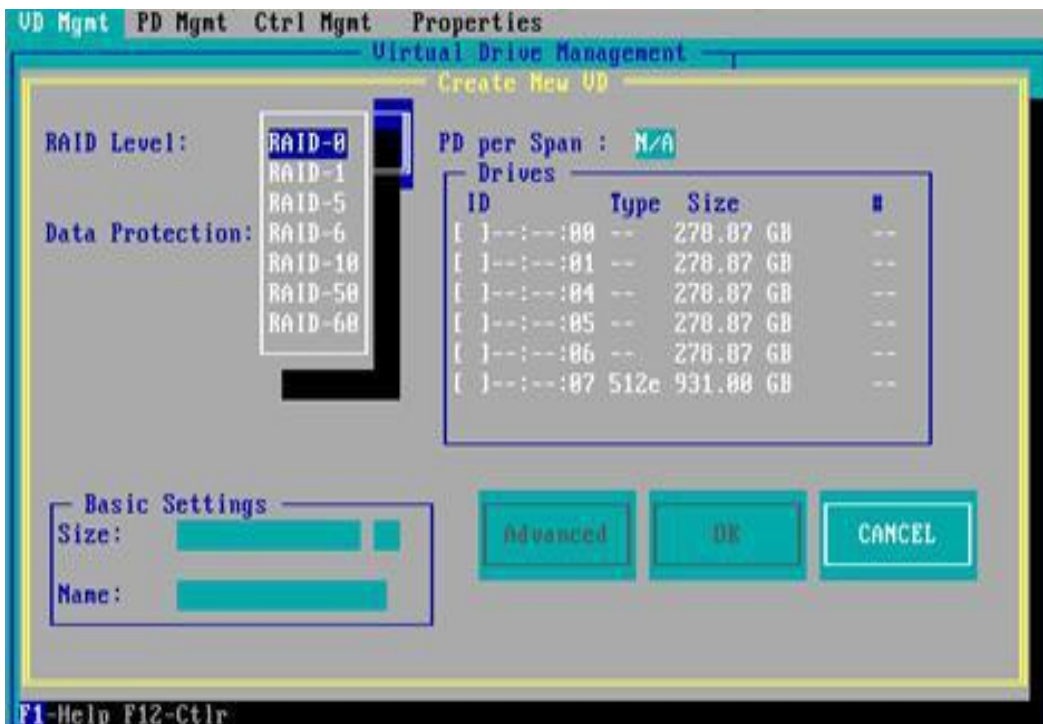 VD Mgmt PD Mgmt Ctrl Mgmt Properties
Virtual Drive Management
Create New VD
RAID Level:
RAID-0
RAID-1
RAID-5
RAID-6
RAID-10
RAID-50
RAID-60
Data Protection:
PD per Span : N/A
Drives
ID Type Size #
[ ]--:--:00 -- 278.87 GB --
[ ]--:--:01 -- 278.87 GB --
[ ]--:--:04 -- 278.87 GB --
[ ]--:--:05 -- 278.87 GB --
[ ]--:--:06 -- 278.87 GB --
[ ]--:--:07 512e 931.00 GB --
Basic Settings
Size:
Name:
Advanced OK CANCEL
F1-Help F12-Ctlr